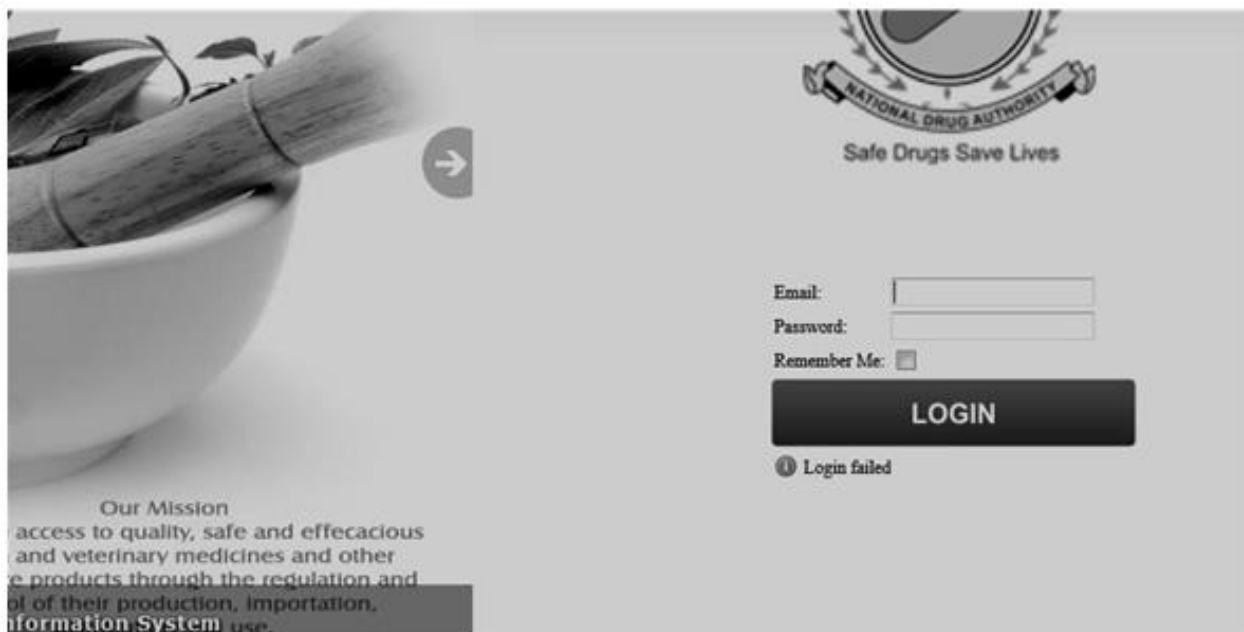 NATIONAL DRUG AUTHORITY
Safe Drugs Save Lives
Email:
Password:
Remember Me:
LOGIN
Login failed
Our Mission
access to quality, safe and effecacious
and veterinary medicines and other
products through the regulation and
of their production, importation,
use.
nformation System